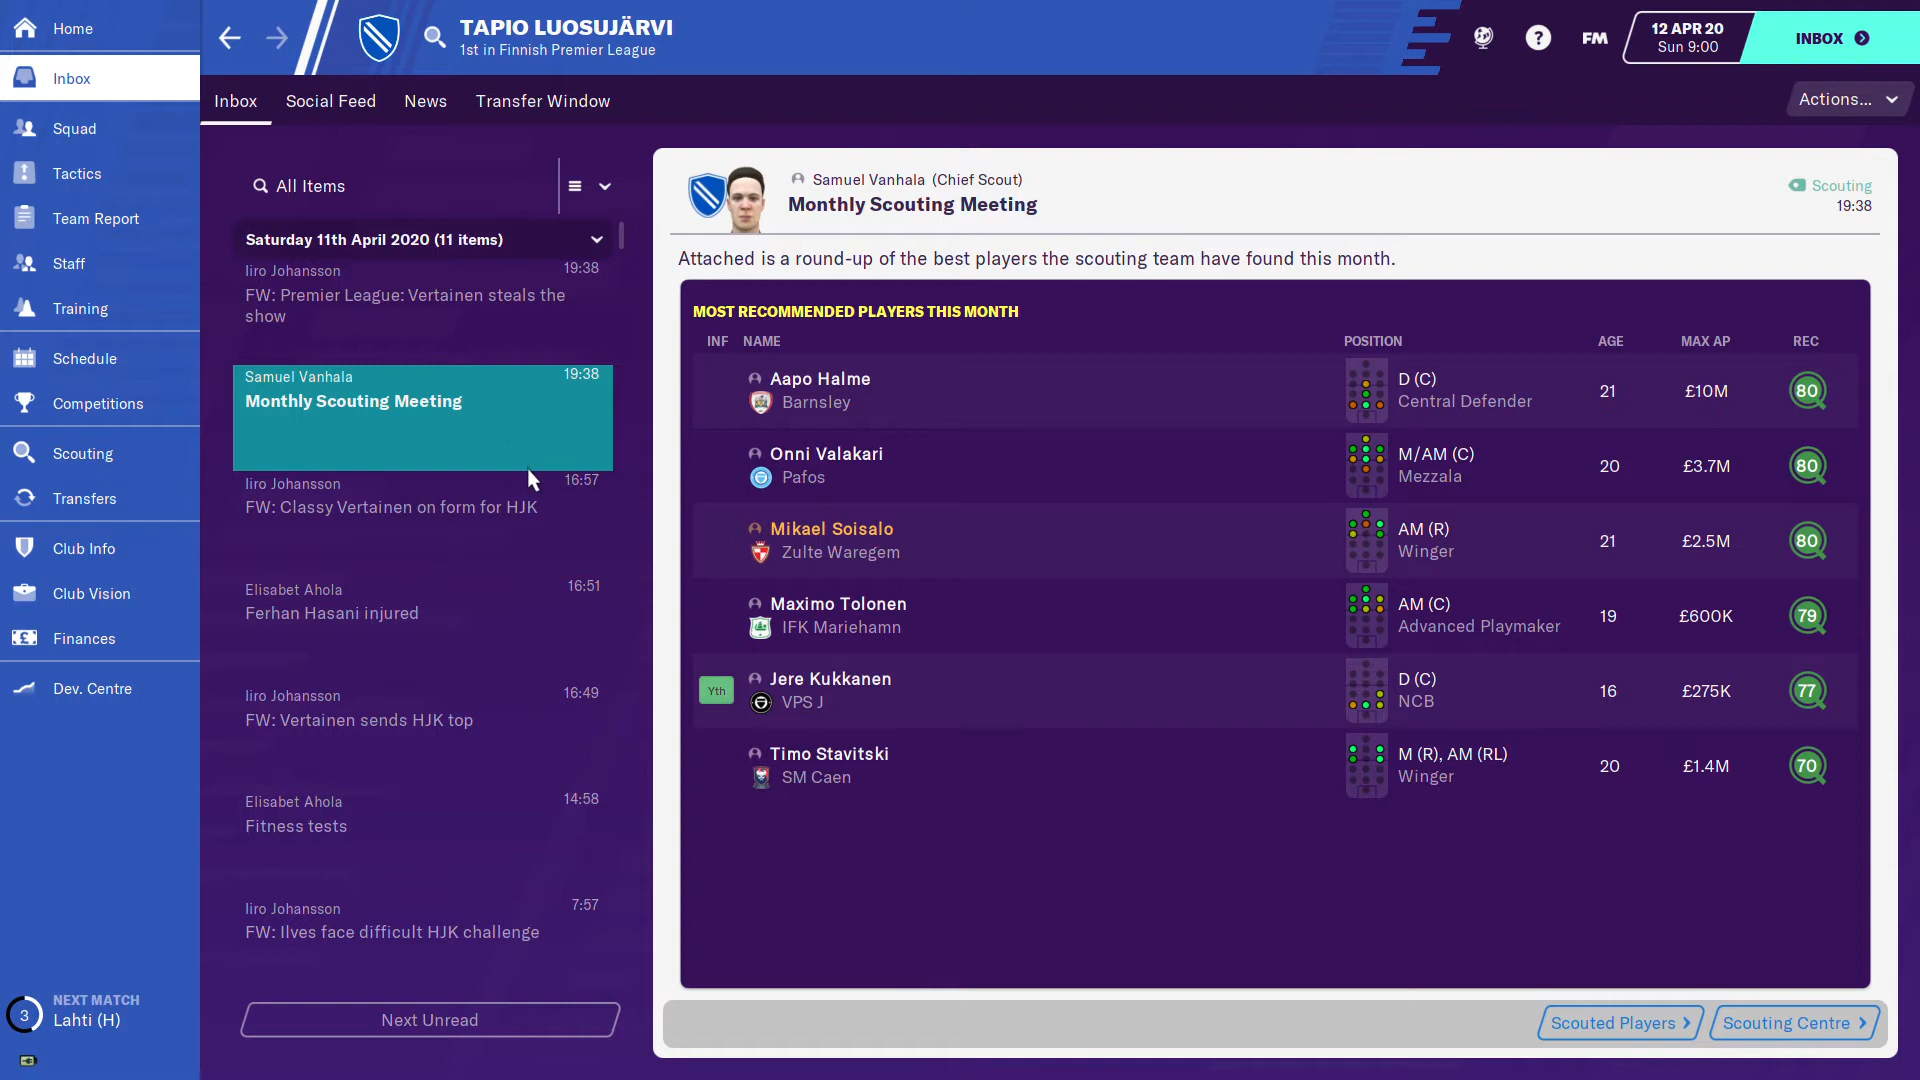 Home
Inbox
Squad
Tactics
Team Report
Staff
Training
Schedule
Competitions
Scouting
Transfers
Club Info
Club Vision
Finances
Dev. Centre
NEXT MATCH
3
Lahti (H)
TAPIO LUOSUJÄRVI
1st in Finnish Premier League
?
FM
12 APR 20
Sun 9:00
INBOX
Inbox Social Feed News Transfer Window
Actions...
All Items
Saturday 11th April 2020 (11 items)
Iiro Johansson 19:38
FW: Premier League: Vertainen steals the
show
Samuel Vanhala 19:38
Monthly Scouting Meeting
Iiro Johansson 16:57
FW: Classy Vertainen on form for HJK
Elisabet Ahola 16:51
Ferhan Hasani injured
Iiro Johansson 16:49
FW: Vertainen sends HJK top
Elisabet Ahola 14:58
Fitness tests
Iiro Johansson 7:57
FW: Ilves face difficult HJK challenge
Next Unread
Samuel Vanhala (Chief Scout)
Monthly Scouting Meeting
Scouting
19:38
Attached is a round-up of the best players the scouting team have found this month.
MOST RECOMMENDED PLAYERS THIS MONTH
INF NAME POSITION AGE MAX AP REC
Aapo Halme D (C) 21 £10M 80
Barnsley Central Defender
Onni Valakari M/AM (C) 20 £3.7M 80
Pafos Mezzala
Mikael Soisalo AM (R) 21 £2.5M 80
Zulte Waregem Winger
Maximo Tolonen AM (C) 19 £600K 79
IFK Mariehamn Advanced Playmaker
Yth Jere Kukkanen D (C) 16 £275K 77
VPS J NCB
Timo Stavitski M (R), AM (RL) 20 £1.4M 70
SM Caen Winger
Scouted Players
Scouting Centre